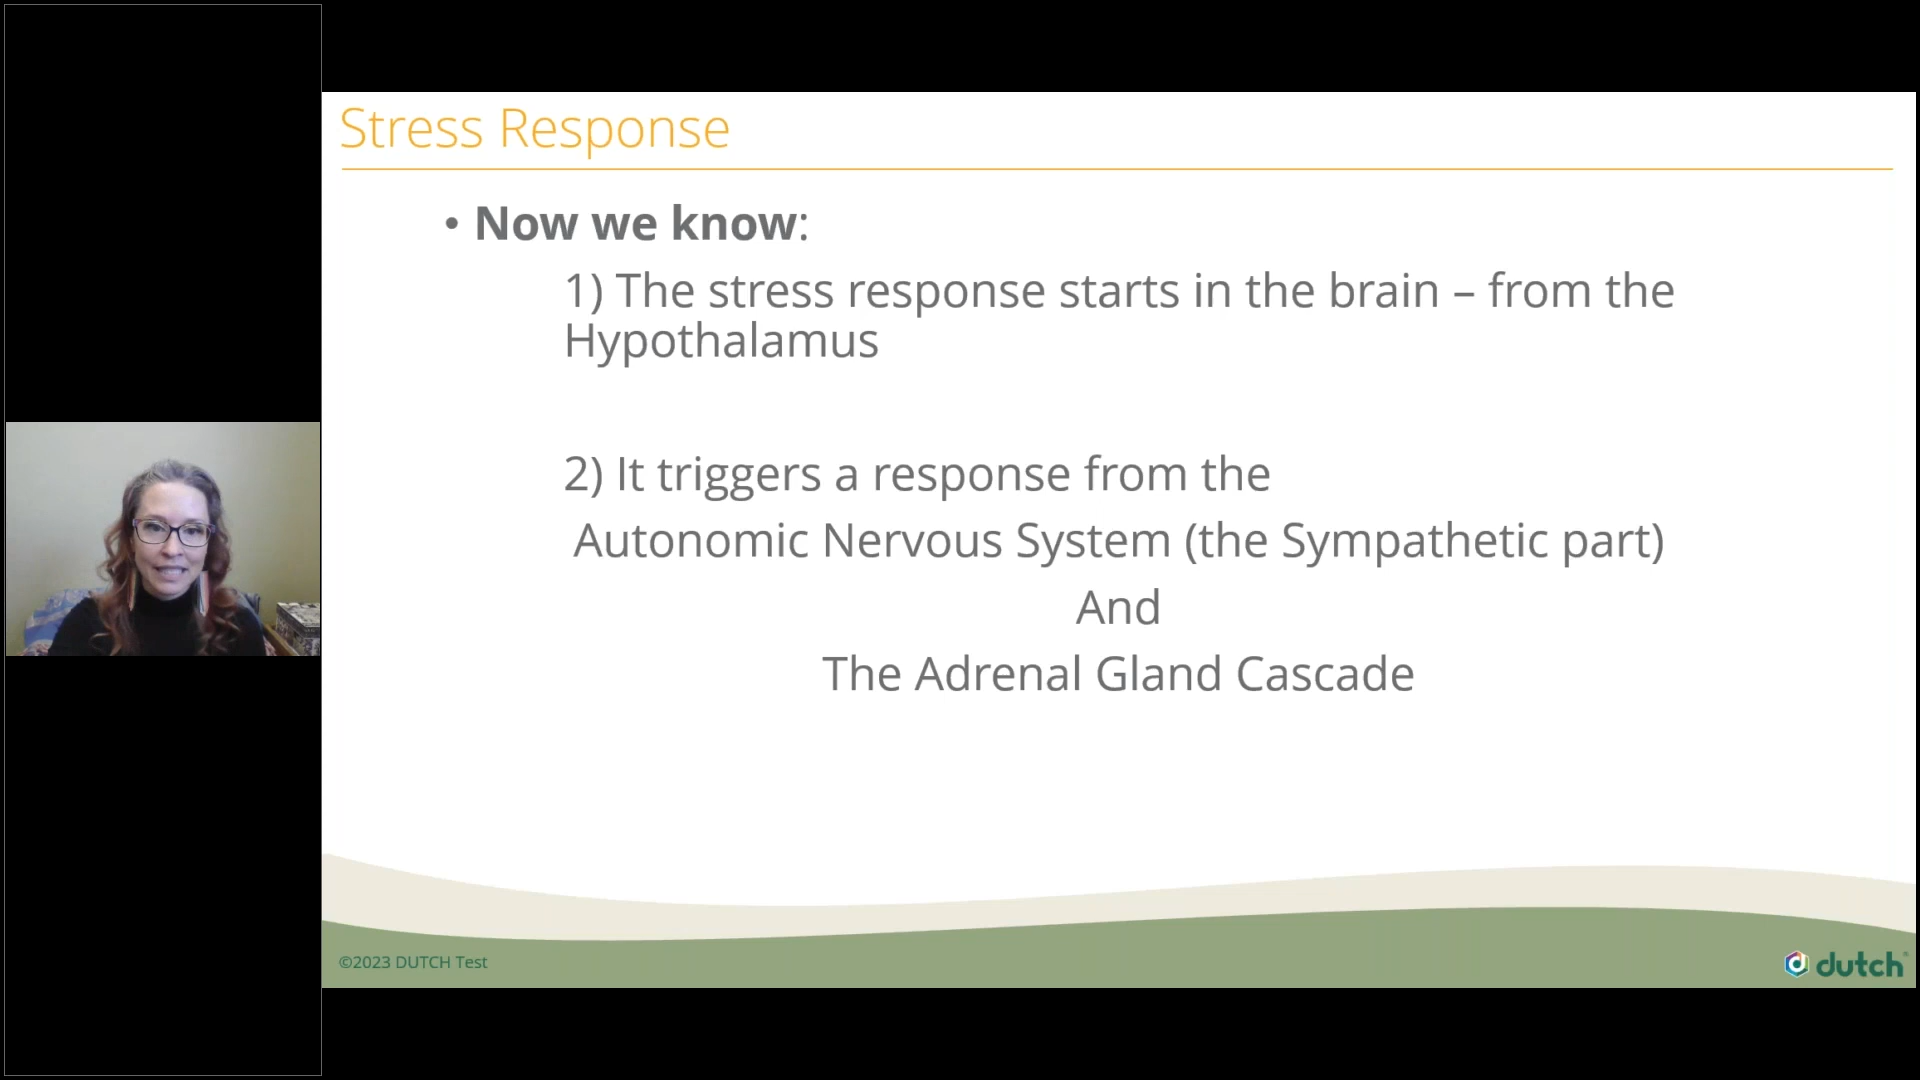 Stress Response
• Now we know:
1) The stress response starts in the brain – from the
Hypothalamus
2) It triggers a response from the
Autonomic Nervous System (the Sympathetic part)
And
The Adrenal Gland Cascade
©2023 DUTCH Test
dutch